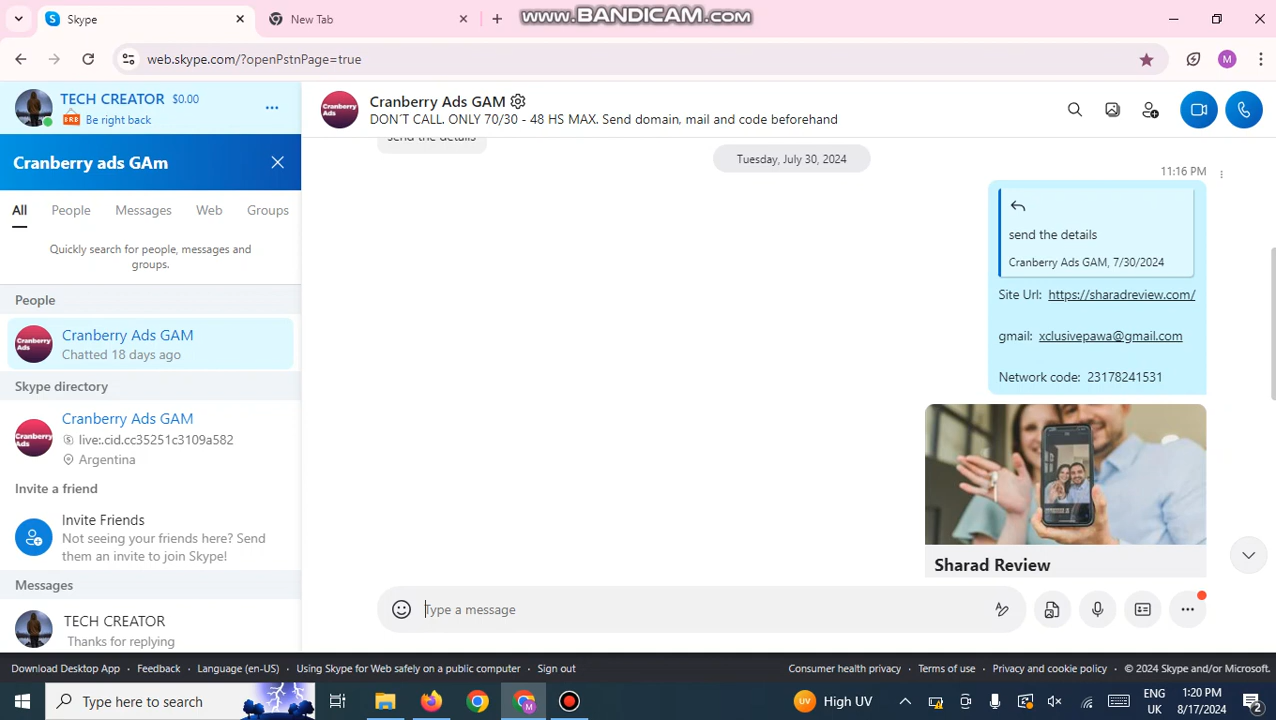 www.BANDICAM.com
Skype
New Tab
web.skype.com/?openPstnPage=true
TECH CREATOR $0.00
Be right back
Cranberry ads GAm
All People Messages Web Groups
Quickly search for people, messages and
groups.
People
Cranberry Ads GAM
Chatted 18 days ago
Skype directory
Cranberry Ads GAM
live:.cid.cc35251c3109a582
Argentina
Invite a friend
Invite Friends
Not seeing your friends here? Send
them an invite to join Skype!
Messages
TECH CREATOR
Thanks for replying
Cranberry Ads
Cranberry Ads GAM
DON'T CALL. ONLY 70/30 - 48 HS MAX. Send domain, mail and code beforehand
send the details
Tuesday, July 30, 2024
11:16 PM
send the details
Cranberry Ads GAM, 7/30/2024
Site Url: https://sharadreview.com/
gmail: xclusivepawa@gmail.com
Network code: 23178241531
Sharad Review
Type a message
Download Desktop App Feedback Language (en-US) Using Skype for Web safely on a public computer Sign out Consumer health privacy Terms of use Privacy and cookie policy © 2024 Skype and/or Microsoft.
Type here to search
UV High UV
ENG
UK
1:20 PM
8/17/2024
2